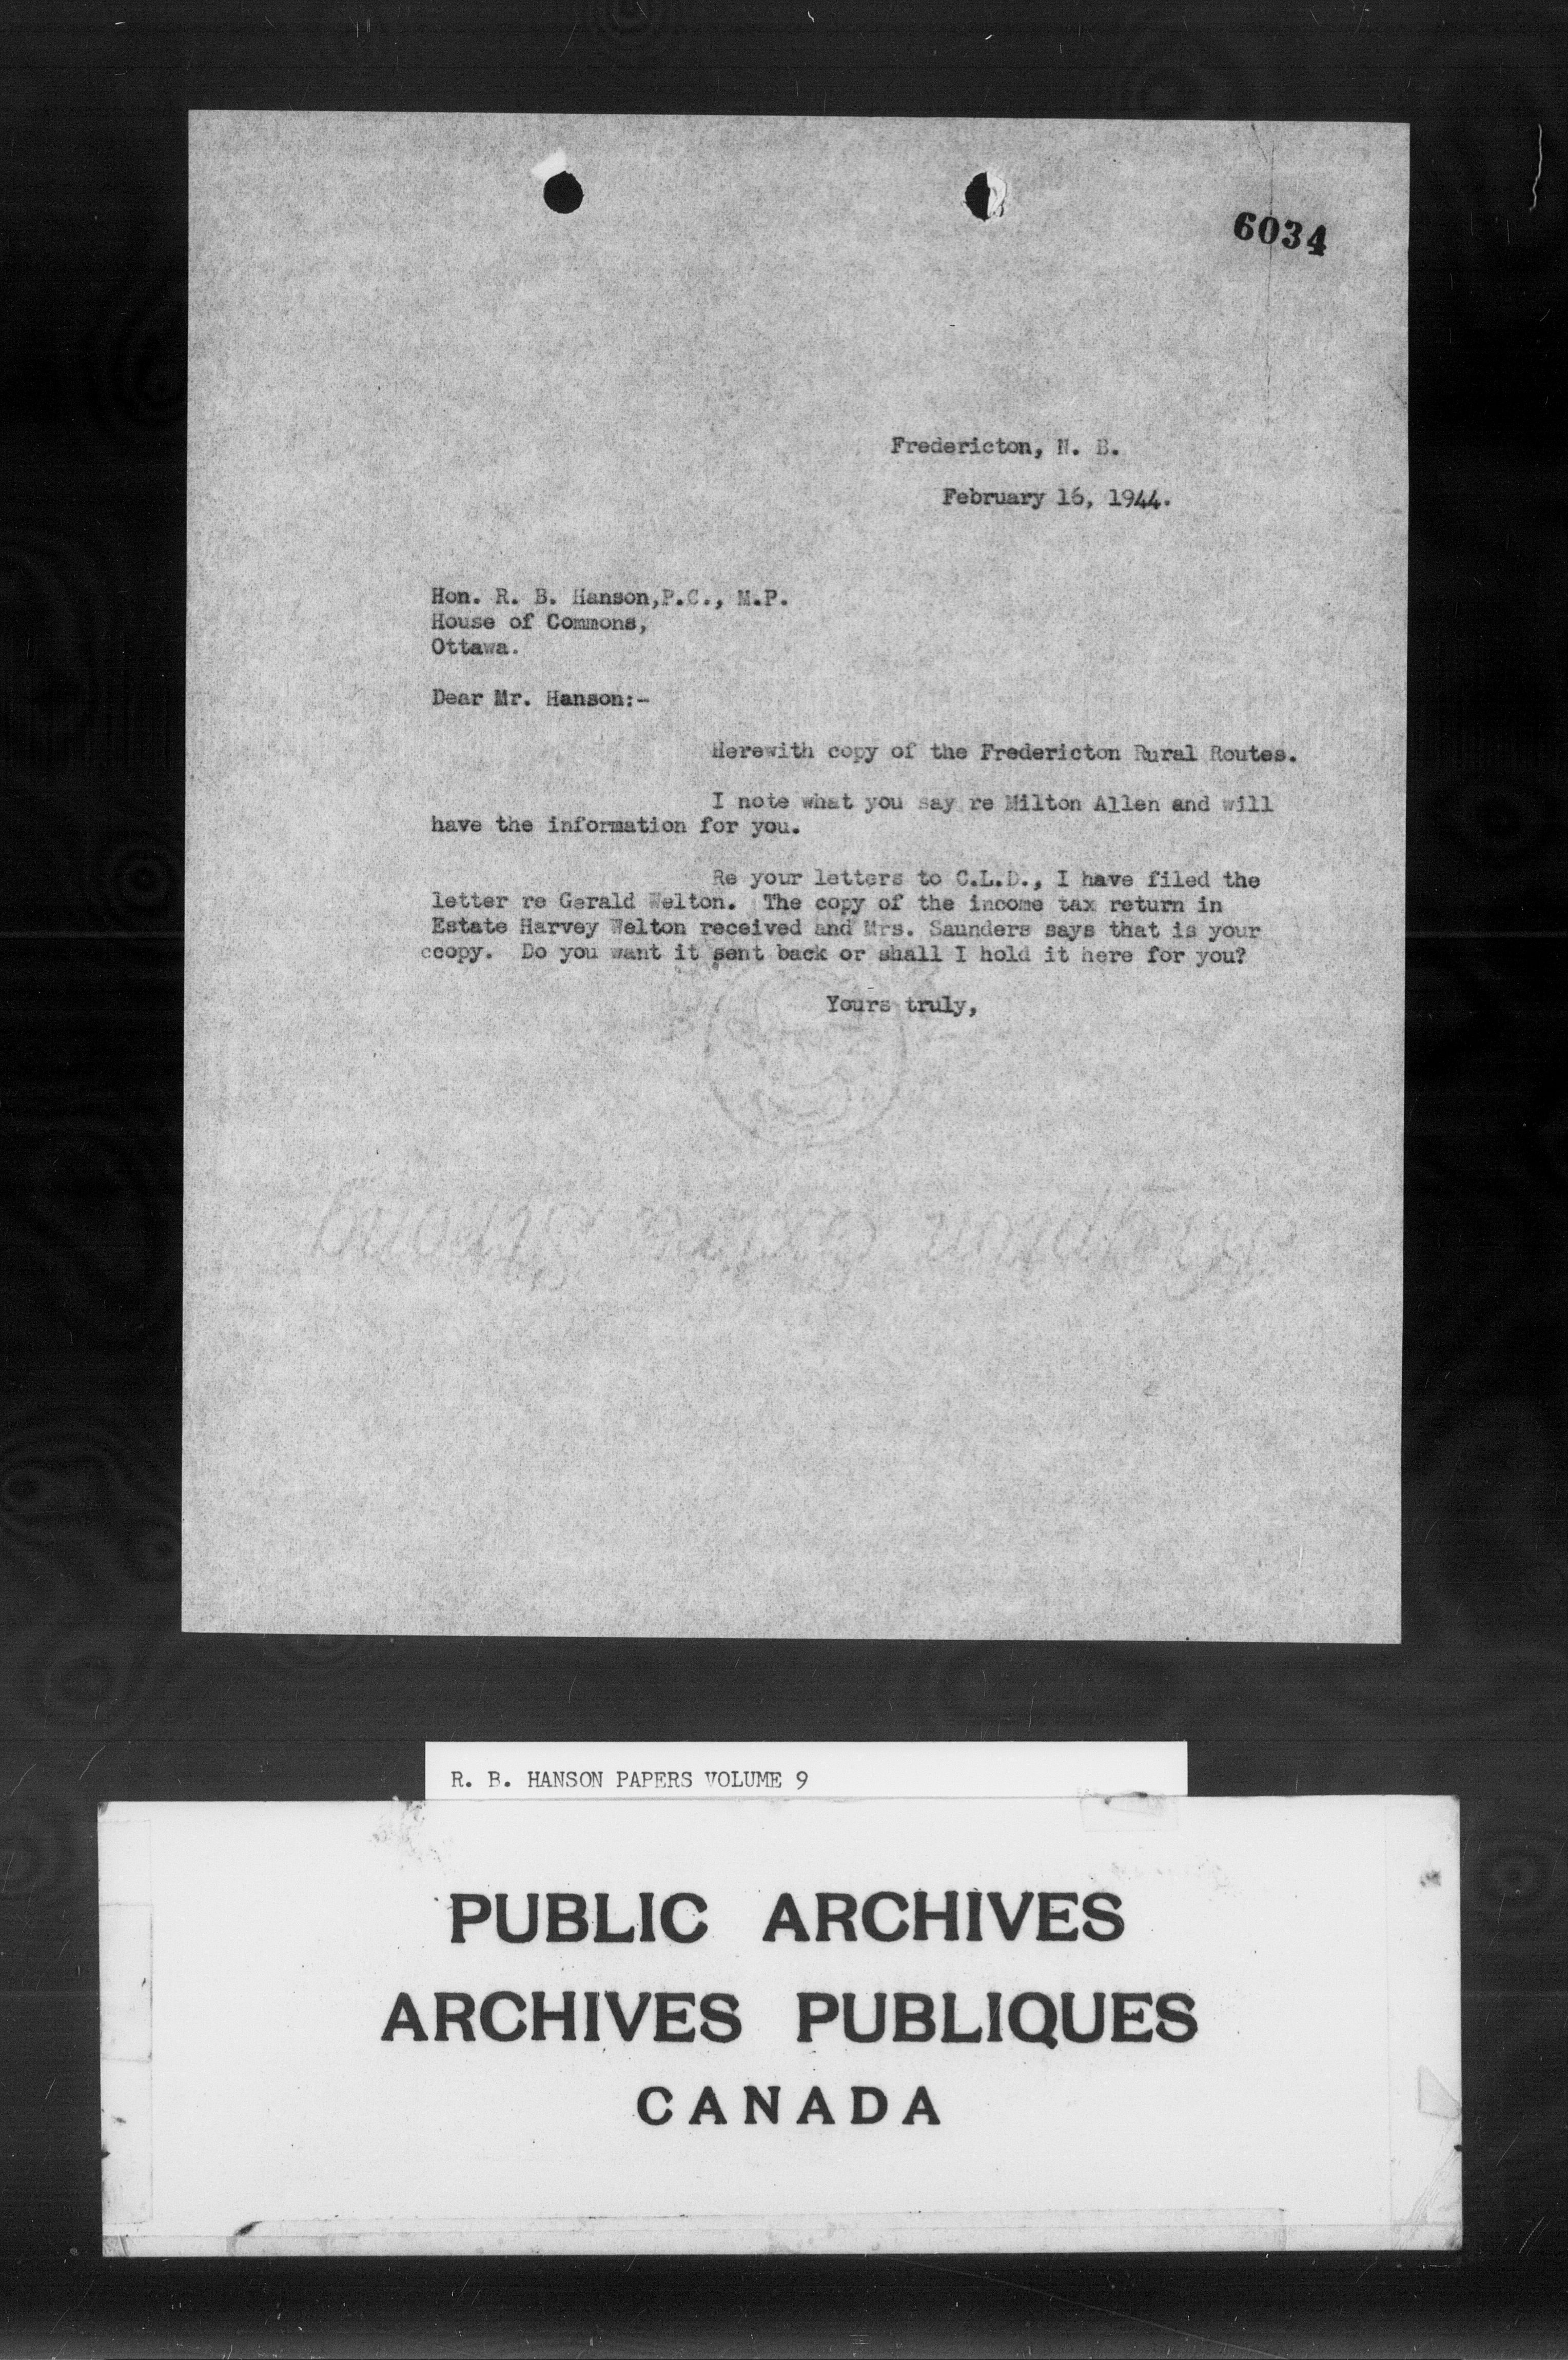 6034
Fredericton, N. B.
February 16, 1944.
Hon. R. B. Hanson,P.C., M.P.
House of Commons,
Ottawa.
Dear Mr. Hanson:-
Herewith copy of the Fredericton Rural Routes.
I note what you say re Milton Allen and will
have the information for you.
Re your letters to C.L.D., I have filed the
letter re Gerald Welton. The copy of the income tax return in
Estate Harvey Welton received and Mrs. Saunders says that is your
ccopy. Do you want it sent back or shall I hold it here for you?
Yours truly,
R. B. HANSON PAPERS VOLUME 9
PUBLIC ARCHIVES
ARCHIVES PUBLIQUES
CANADA